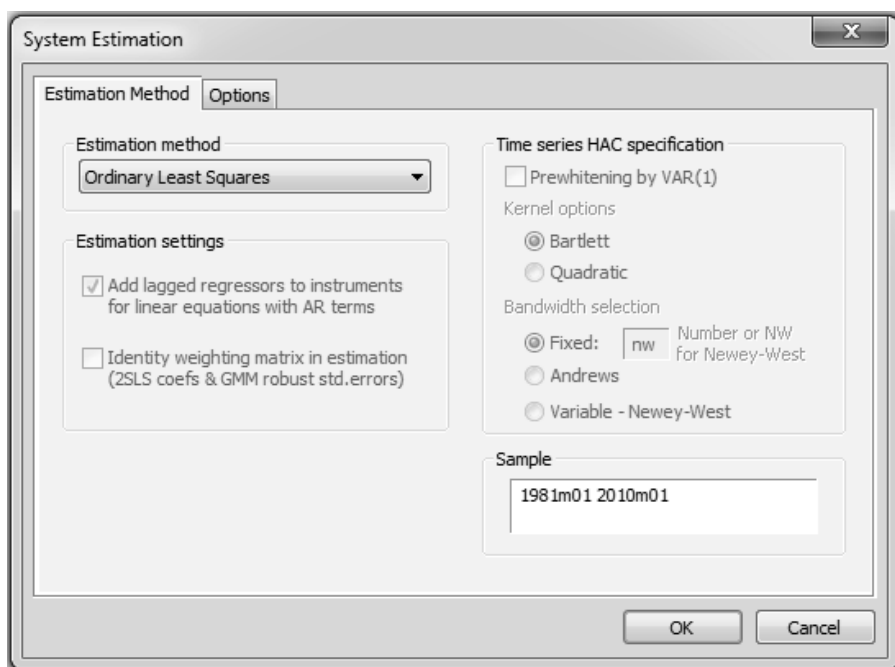 System Estimation
Estimation Method
Options
Estimation method
Ordinary Least Squares
Estimation settings
Add lagged regressors to instruments
for linear equations with AR terms
Identity weighting matrix in estimation
(2SLS coefs & GMM robust std.errors)
Time series HAC specification
Prewhitening by VAR(1)
Kernel options
Bartlett
Quadratic
Bandwidth selection
Fixed:
nw
Number or NW
for Newey-West
Andrews
Variable - Newey-West
Sample
1981m01 2010m01
OK
Cancel